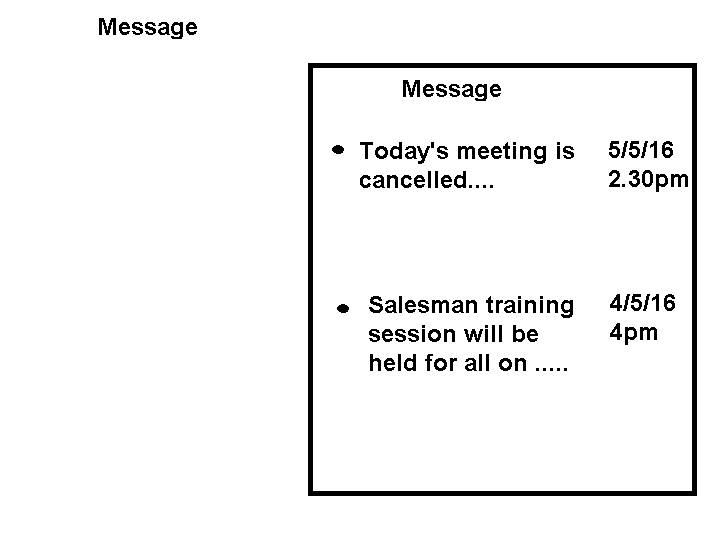 Message
Message
Today's meeting is 5/5/16
cancelled.... 2.30pm
Salesman training 4/5/16
session will be 4pm
held for all on .....